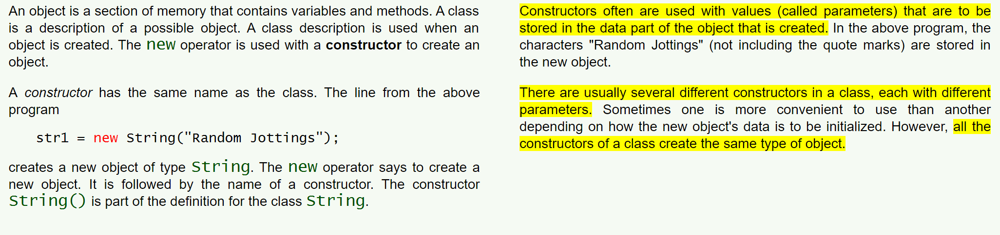 An object is a section of memory that contains variables and methods. A class
is a description of a possible object. A class description is used when an
object is created. The new operator is used with a constructor to create an
object.
A constructor has the same name as the class. The line from the above
program
str1 = new String("Random Jottings");
creates a new object of type String. The new operator says to create a
new object. It is followed by the name of a constructor. The constructor
String() is part of the definition for the class String.
Constructors often are used with values (called parameters) that are to be
stored in the data part of the object that is created. In the above program, the
characters "Random Jottings" (not including the quote marks) are stored in
the new object.
There are usually several different constructors in a class, each with different
parameters. Sometimes one is more convenient to use than another
depending on how the new object's data is to be initialized. However, all the
constructors of a class create the same type of object.